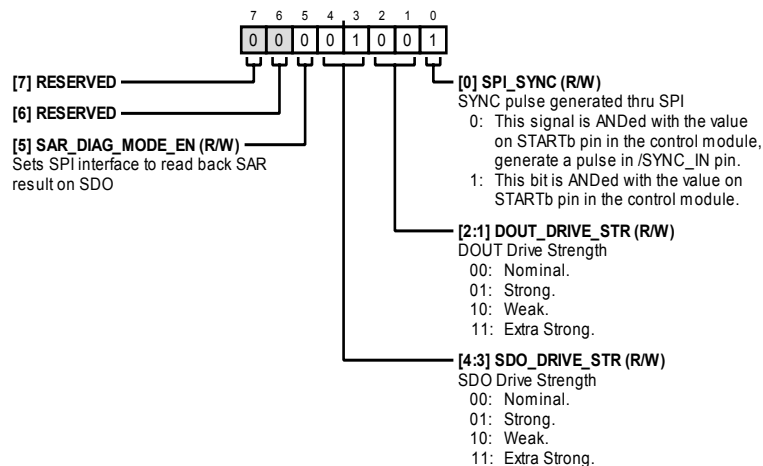 7 6 5 4 3 2 1 0
0 0 0 0 1 0 0 1
[7] RESERVED
[6] RESERVED
[5] SAR_DIAG_MODE_EN (R/W)
Sets SPI interface to read back SAR
result on SDO
[0] SPI_SYNC (R/W)
SYNC pulse generated thru SPI
0: This signal is ANDed with the value
on STARTb pin in the control module,
generate a pulse in /SYNC_IN pin.
1: This bit is ANDed with the value on
STARTb pin in the control module.
[2:1] DOUT_DRIVE_STR (R/W)
DOUT Drive Strength
00: Nominal.
01: Strong.
10: Weak.
11: Extra Strong.
[4:3] SDO_DRIVE_STR (R/W)
SDO Drive Strength
00: Nominal.
01: Strong.
10: Weak.
11: Extra Strong.